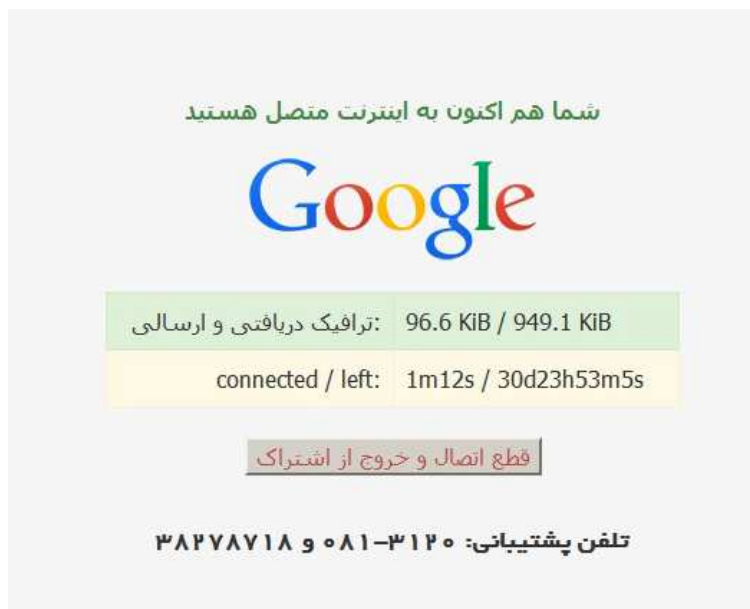 شما هم اکنون به اینترنت متصل هستید
Google
ترافیک دریافتی و ارسالی: 96.6 KiB / 949.1 KiB
connected / left: 1m12s / 30d23h53m5s
قطع اتصال و خروج از اشتراک
تلفن پشتیبانی: ۳۱۲۰-۰۸۱ و ۳۸۲۷۸۷۱۸